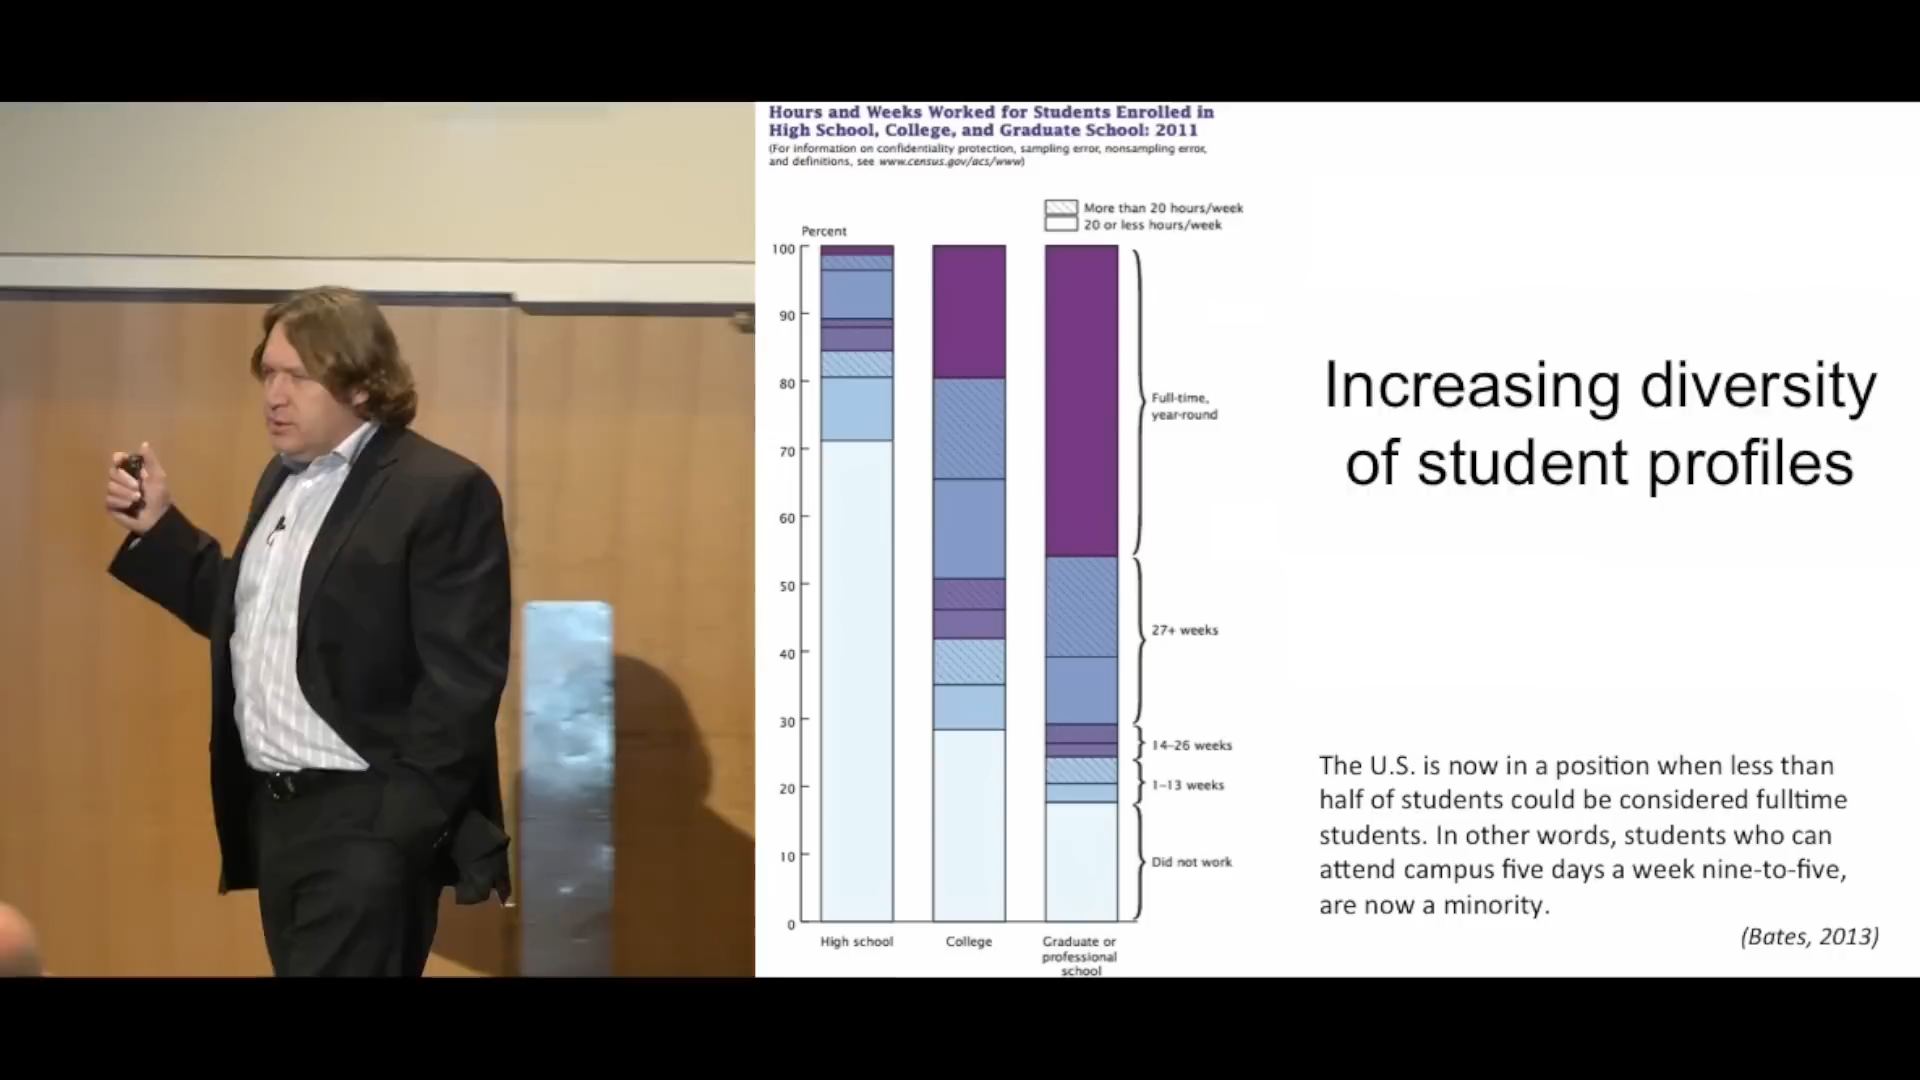 Hours and Weeks Worked for Students Enrolled in
High School, College, and Graduate School: 2011
(For information on confidentiality protection, sampling error, nonsampling error,
and definitions, see www.census.gov/acs/www)
More than 20 hours/week
20 or less hours/week
Percent
100
90
80
70
60
50
40
30
20
10
0
Full-time,
year-round
27+ weeks
14–26 weeks
1–13 weeks
Did not work
High school
College
Graduate or
professional
school
Increasing diversity
of student profiles
The U.S. is now in a position when less than
half of students could be considered fulltime
students. In other words, students who can
attend campus five days a week nine-to-five,
are now a minority.
(Bates, 2013)